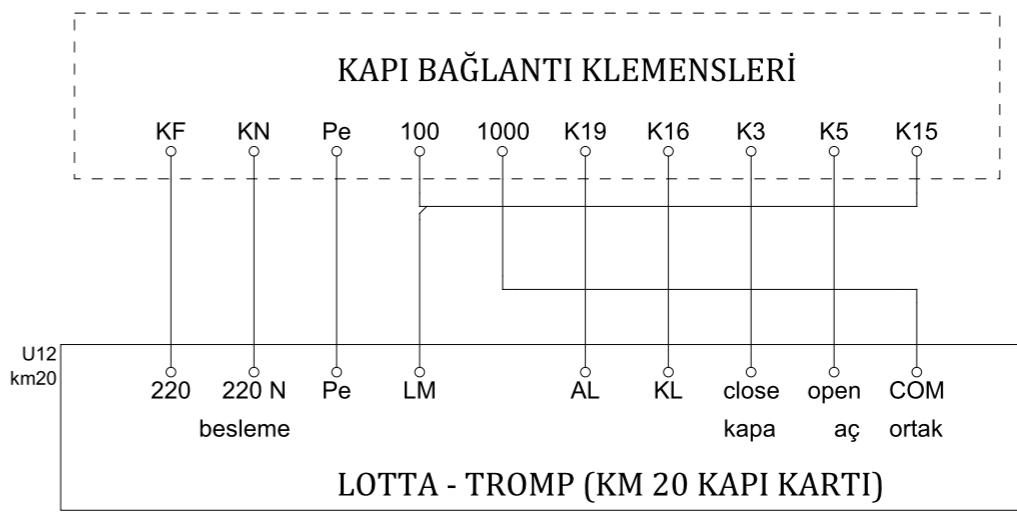 KAPI BAĞLANTI KLEMENSLERİ
KF KN Pe 100 1000 K19 K16 K3 K5 K15
U12
km20
220 220 N Pe LM AL KL close open COM
besleme kapa aç ortak
LOTTA - TROMP (KM 20 KAPI KARTI)